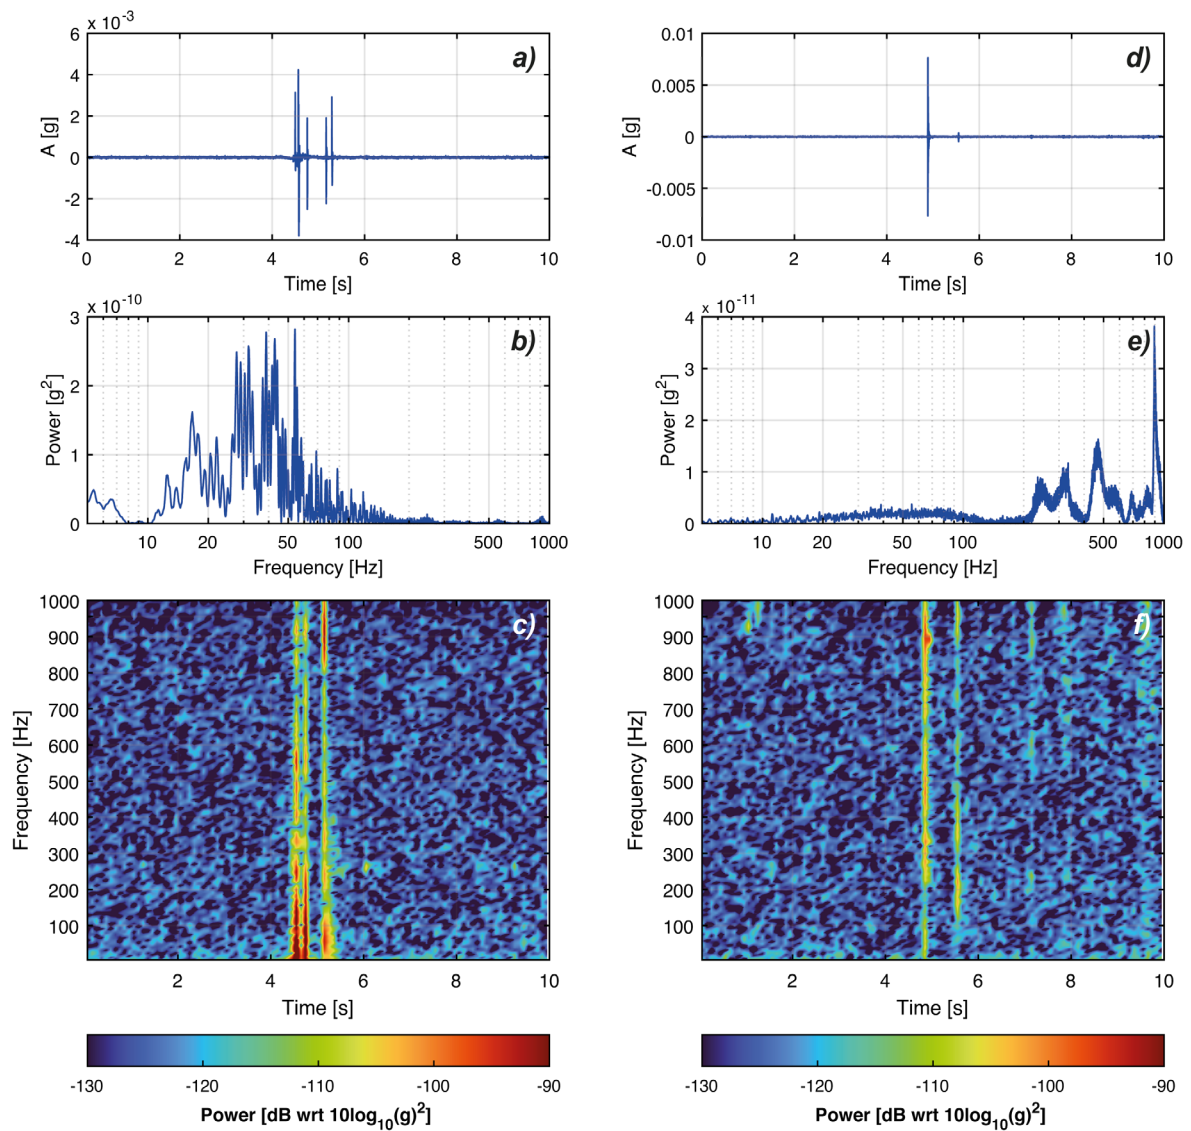 x 10-3
6
4
2
0
-2
-4
A [g]
a)
0 2 4 6 8 10
Time [s]
0.01
0.005
0
-0.005
-0.01
A [g]
d)
0 2 4 6 8 10
Time [s]
x 10-10
3
2
1
0
Power [g2]
b)
10 20 50 100 500 1000
Frequency [Hz]
x 10-11
4
3
2
1
0
Power [g2]
e)
10 20 50 100 500 1000
Frequency [Hz]
1000
900
800
700
600
500
400
300
200
100
Frequency [Hz]
c)
2 4 6 8 10
Time [s]
1000
900
800
700
600
500
400
300
200
100
Frequency [Hz]
f)
2 4 6 8 10
Time [s]
-130 -120 -110 -100 -90
Power [dB wrt 10log10(g)2]
-130 -120 -110 -100 -90
Power [dB wrt 10log10(g)2]